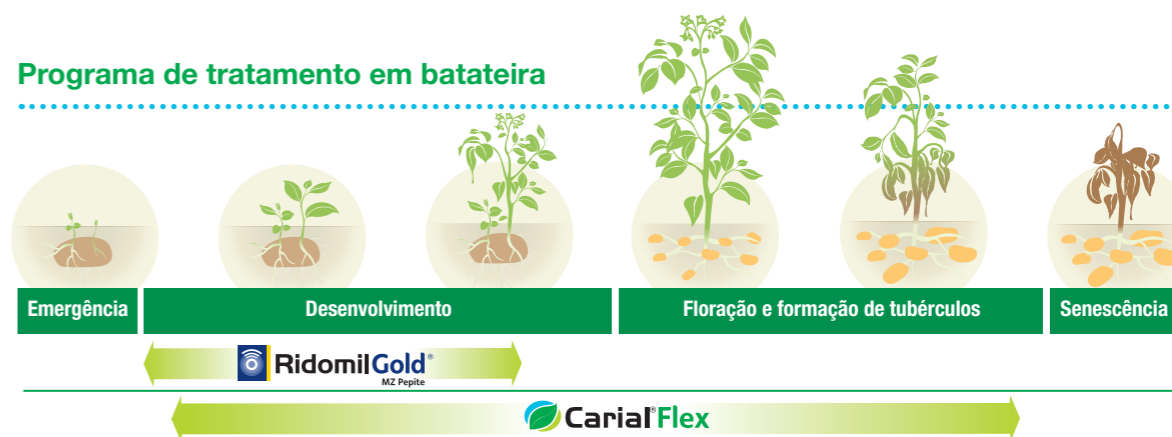 Programa de tratamento em batateira
Emergência
Desenvolvimento
Floração e formação de tubérculos
Senescência
RidomilGold®
MZ Pepite
Carial®Flex